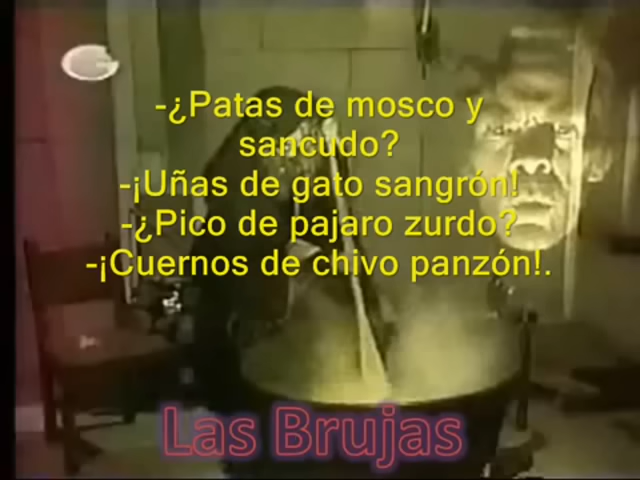 -¿Patas de mosco y
sancudo?
-¡Uñas de gato sangrón!
-¿Pico de pajaro zurdo?
-¡Cuernos de chivo panzón!.
Las Brujas